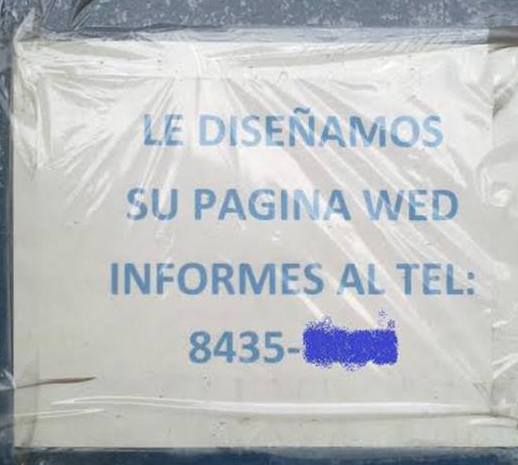 LE DISEÑAMOS
SU PAGINA WED
INFORMES AL TEL:
8435-